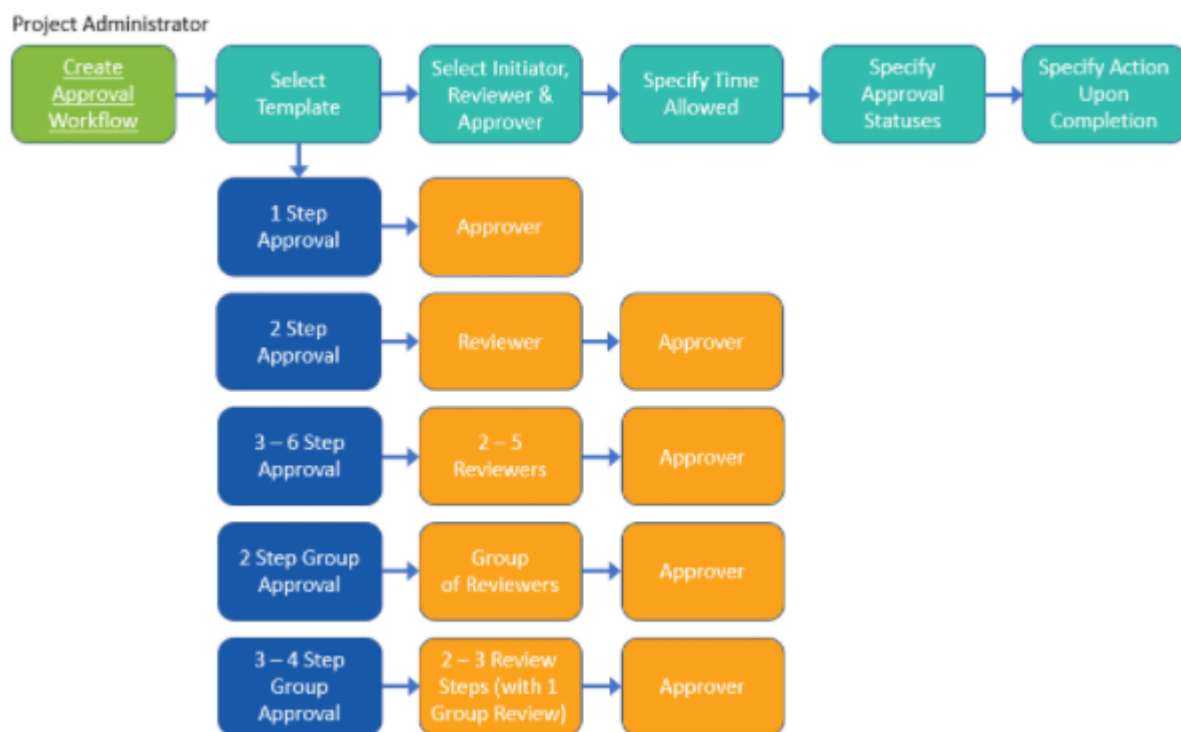 Project Administrator
Create
Approval
Workflow
Select
Template
Select Initiator,
Reviewer &
Approver
Specify Time
Allowed
Specify
Approval
Statuses
Specify Action
Upon
Completion
1 Step
Approval
Approver
2 Step
Approval
Reviewer
Approver
3 – 6 Step
Approval
2 – 5
Reviewers
Approver
2 Step Group
Approval
Group
of Reviewers
Approver
3 – 4 Step
Group
Approval
2 – 3 Review
Steps (with 1
Group Review)
Approver